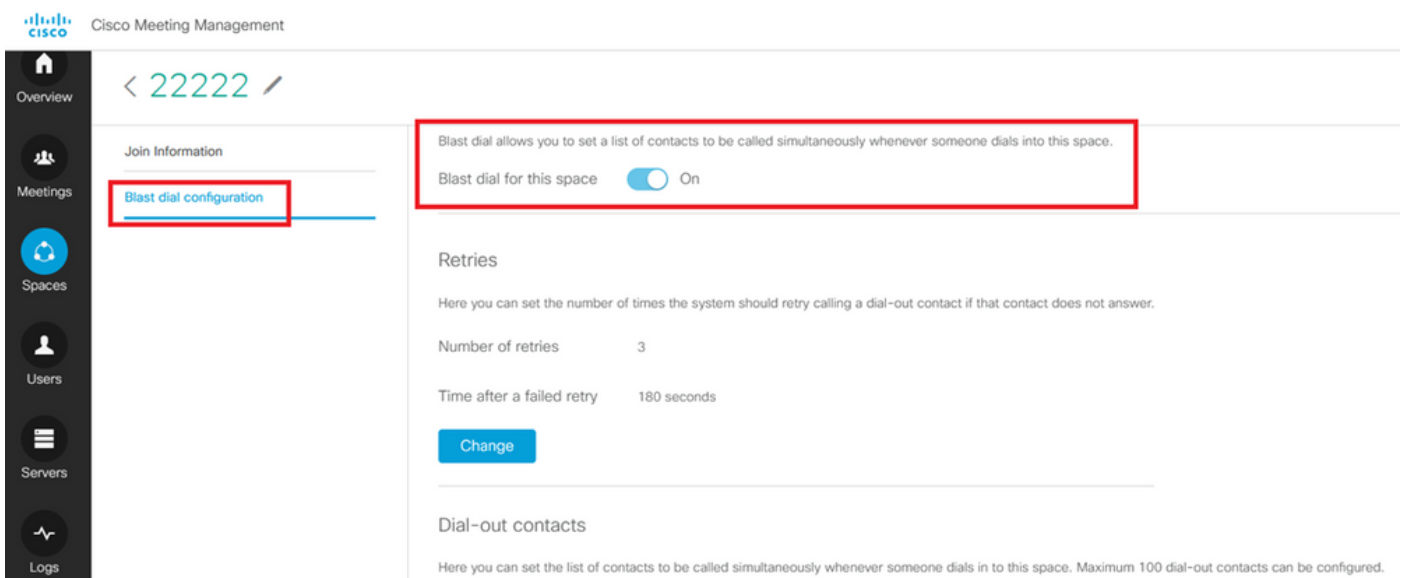 CISCO
Cisco Meeting Management
Overview
22222
Meetings
Spaces
Users
Servers
Logs
Join Information
Blast dial configuration
Blast dial allows you to set a list of contacts to be called simultaneously whenever someone dials into this space.
Blast dial for this space On
Retries
Here you can set the number of times the system should retry calling a dial-out contact if that contact does not answer.
Number of retries 3
Time after a failed retry 180 seconds
Change
Dial-out contacts
Here you can set the list of contacts to be called simultaneously whenever someone dials in to this space. Maximum 100 dial-out contacts can be configured.